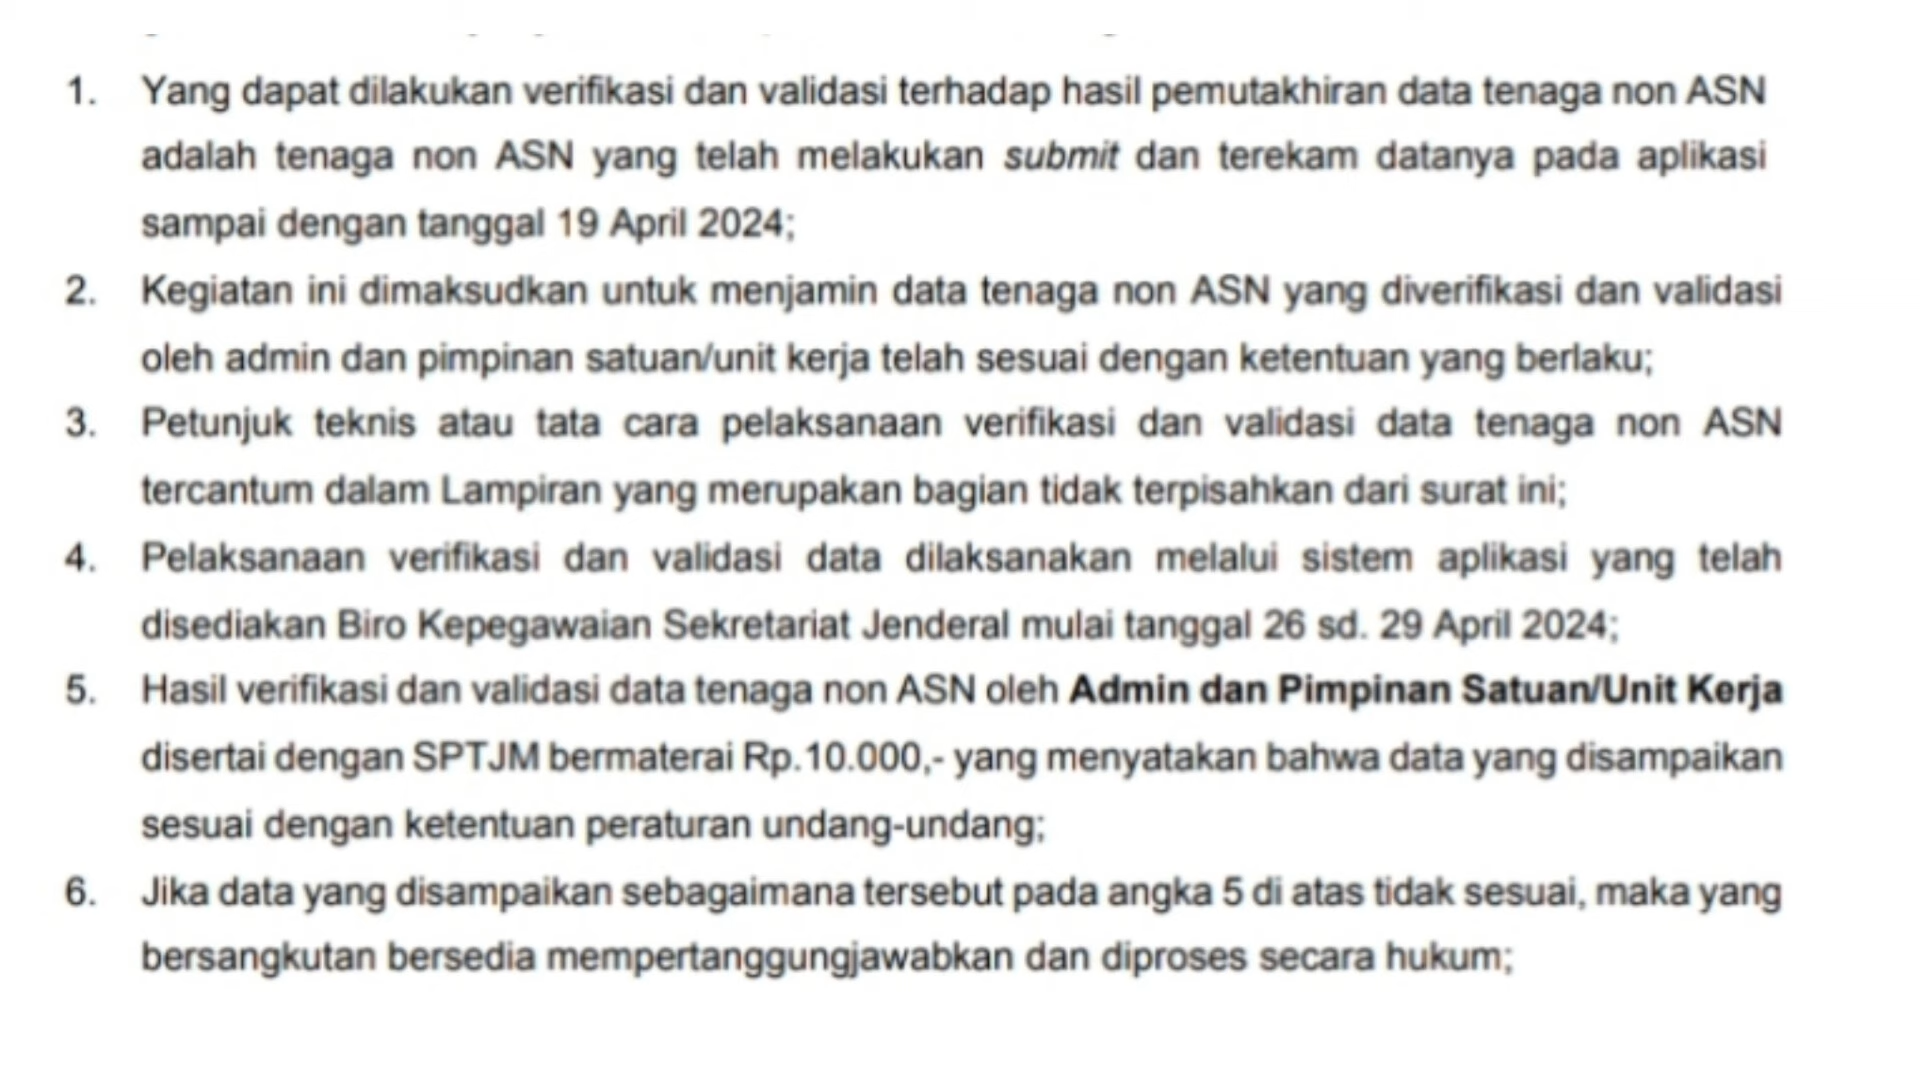 1. Yang dapat dilakukan verifikasi dan validasi terhadap hasil pemutakhiran data tenaga non ASN
adalah tenaga non ASN yang telah melakukan submit dan terekam datanya pada aplikasi
sampai dengan tanggal 19 April 2024;
2. Kegiatan ini dimaksudkan untuk menjamin data tenaga non ASN yang diverifikasi dan validasi
oleh admin dan pimpinan satuan/unit kerja telah sesuai dengan ketentuan yang berlaku;
3. Petunjuk teknis atau tata cara pelaksanaan verifikasi dan validasi data tenaga non ASN
tercantum dalam Lampiran yang merupakan bagian tidak terpisahkan dari surat ini;
4. Pelaksanaan verifikasi dan validasi data dilaksanakan melalui sistem aplikasi yang telah
disediakan Biro Kepegawaian Sekretariat Jenderal mulai tanggal 26 sd. 29 April 2024;
5. Hasil verifikasi dan validasi data tenaga non ASN oleh Admin dan Pimpinan Satuan/Unit Kerja
disertai dengan SPTJM bermaterai Rp.10.000,- yang menyatakan bahwa data yang disampaikan
sesuai dengan ketentuan peraturan undang-undang;
6. Jika data yang disampaikan sebagaimana tersebut pada angka 5 di atas tidak sesuai, maka yang
bersangkutan bersedia mempertanggungjawabkan dan diproses secara hukum;